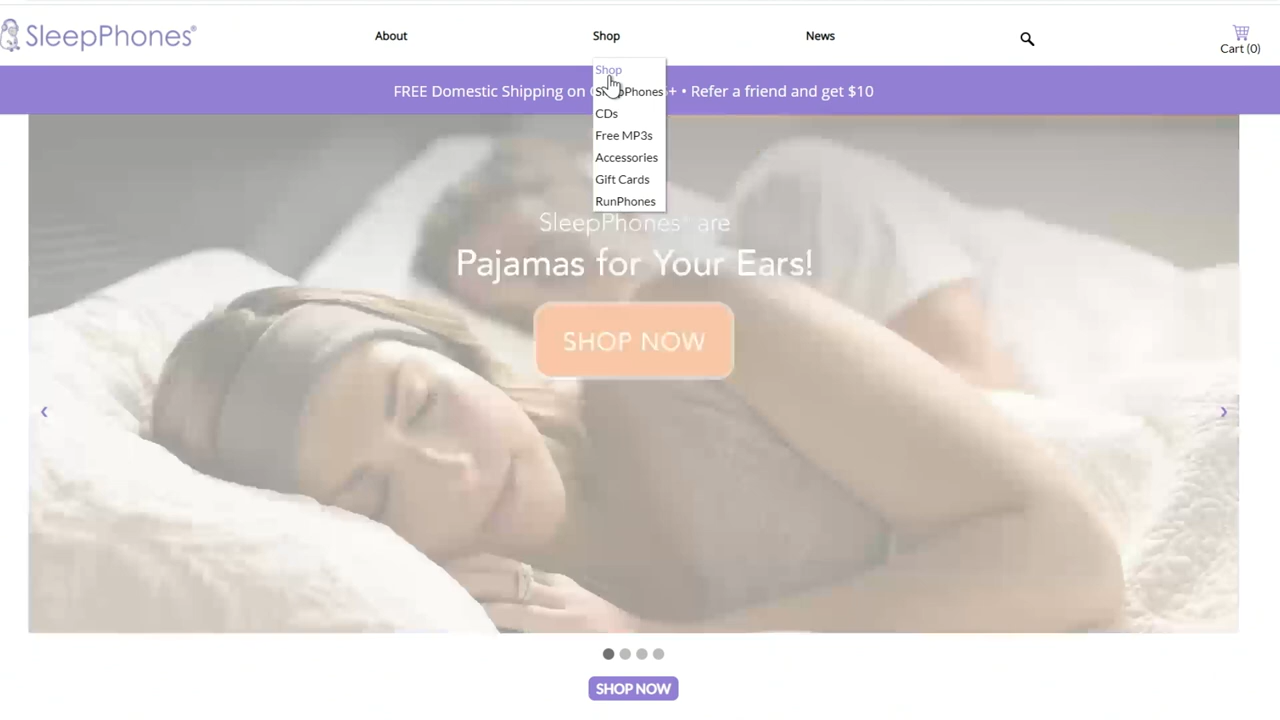 SleepPhones®
About
Shop
News
Cart (0)
Shop
FREE Domestic Shipping on + • Refer a friend and get $10
Phones
CDs
Free MP3s
Accessories
Gift Cards
RunPhones
SleepPhones® are
Pajamas for Your Ears!
SHOP NOW
SHOP NOW